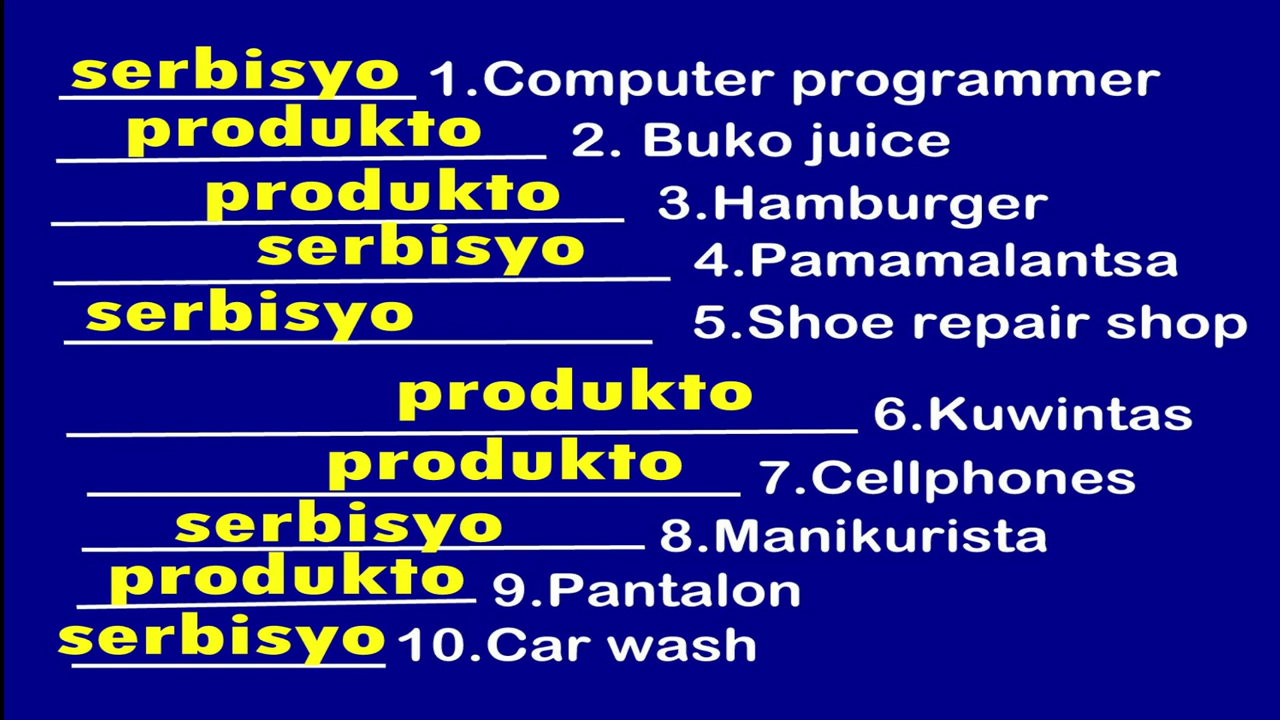 serbisyo 1.Computer programmer
produkto 2. Buko juice
produkto 3.Hamburger
serbisyo 4.Pamamalantsa
serbisyo 5.Shoe repair shop
produkto 6.Kuwintas
produkto 7.Cellphones
serbisyo 8.Manikurista
produkto 9.Pantalon
serbisyo 10.Car wash